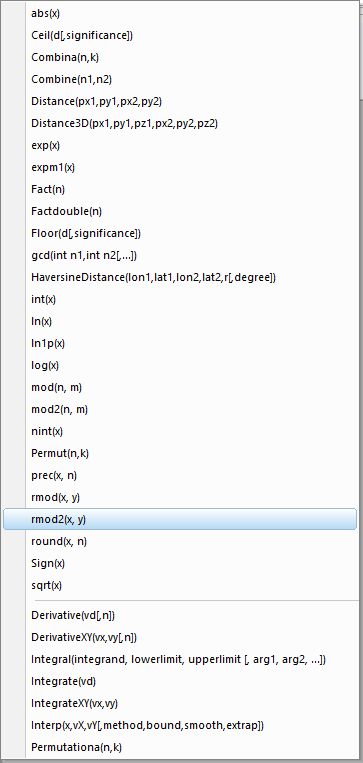 abs(x)
Ceil(d[,significance])
Combina(n,k)
Combine(n1,n2)
Distance(px1,py1,px2,py2)
Distance3D(px1,py1,pz1,px2,py2,pz2)
exp(x)
expm1(x)
Fact(n)
Factdouble(n)
Floor(d[,significance])
gcd(int n1,int n2[,...])
HaversineDistance(lon1,lat1,lon2,lat2,r[,degree])
int(x)
ln(x)
ln1p(x)
log(x)
mod(n, m)
mod2(n, m)
nint(x)
Permut(n,k)
prec(x, n)
rmod(x, y)
rmod2(x, y)
round(x, n)
Sign(x)
sqrt(x)
Derivative(vd[,n])
DerivativeXY(vx,vy[,n])
Integral(integrand, lowerlimit, upperlimit [, arg1, arg2, ...])
Integrate(vd)
IntegrateXY(vx,vy)
Interp(x,vX,vY[,method,bound,smooth,extrap])
Permutationa(n,k)